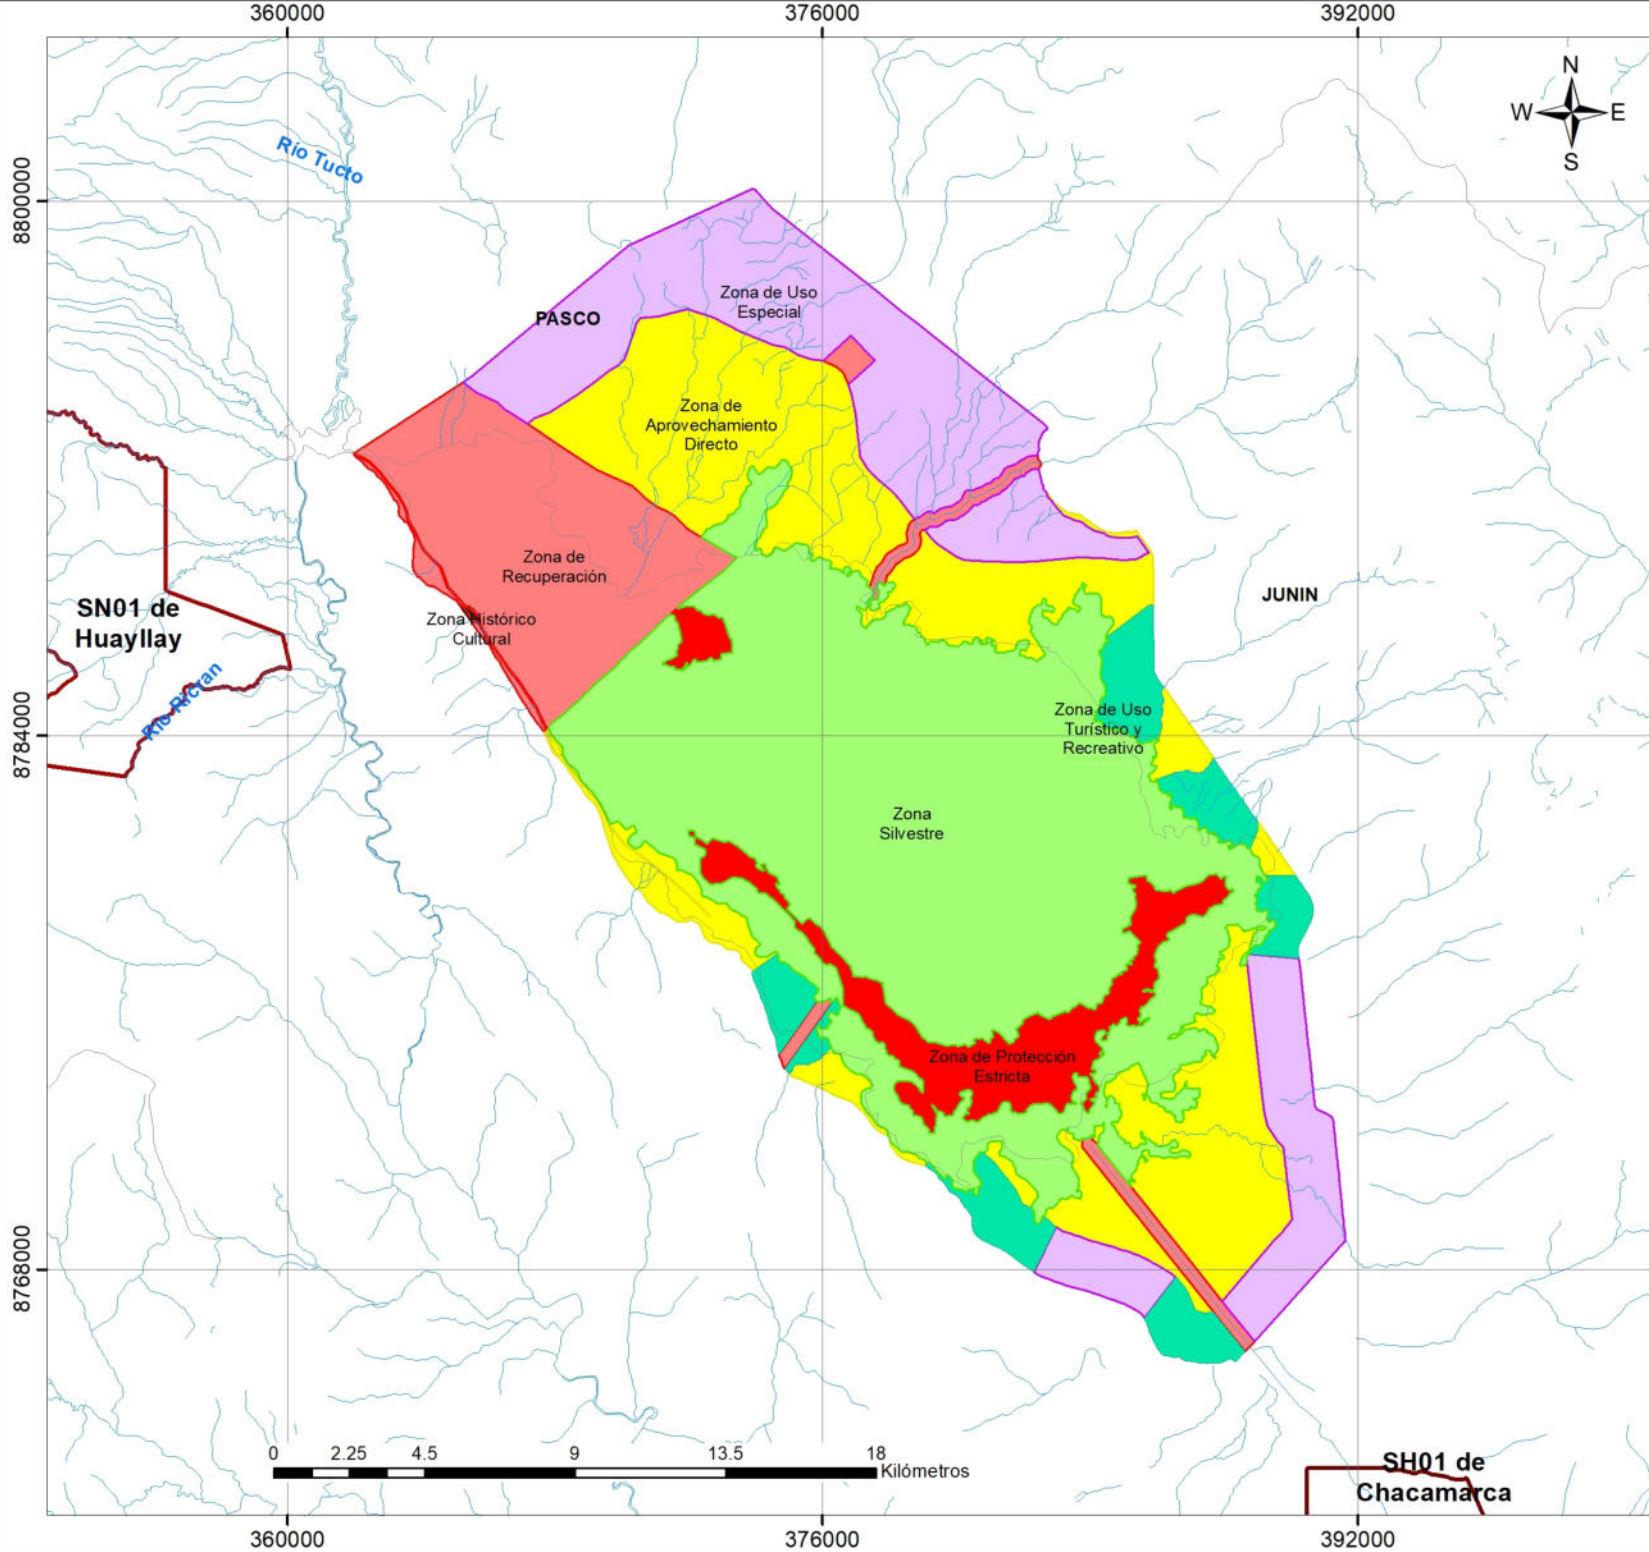 360000
376000
392000
N
W
E
S
8800000
Río Tucto
Zona de Uso
Especial
PASCO
Zona de
Aprovechamiento
Directo
Zona de
Recuperación
JUNIN
SN01 de
Huayllay
Zona Histórico
Cultural
Río Ricran
8784000
Zona de Uso
Turístico y
Recreativo
Zona
Silvestre
Zona de Protección
Estricta
8768000
0
2.25
4.5
9
13.5
18
Kilómetros
SH01 de
Chacamarca
360000
376000
392000